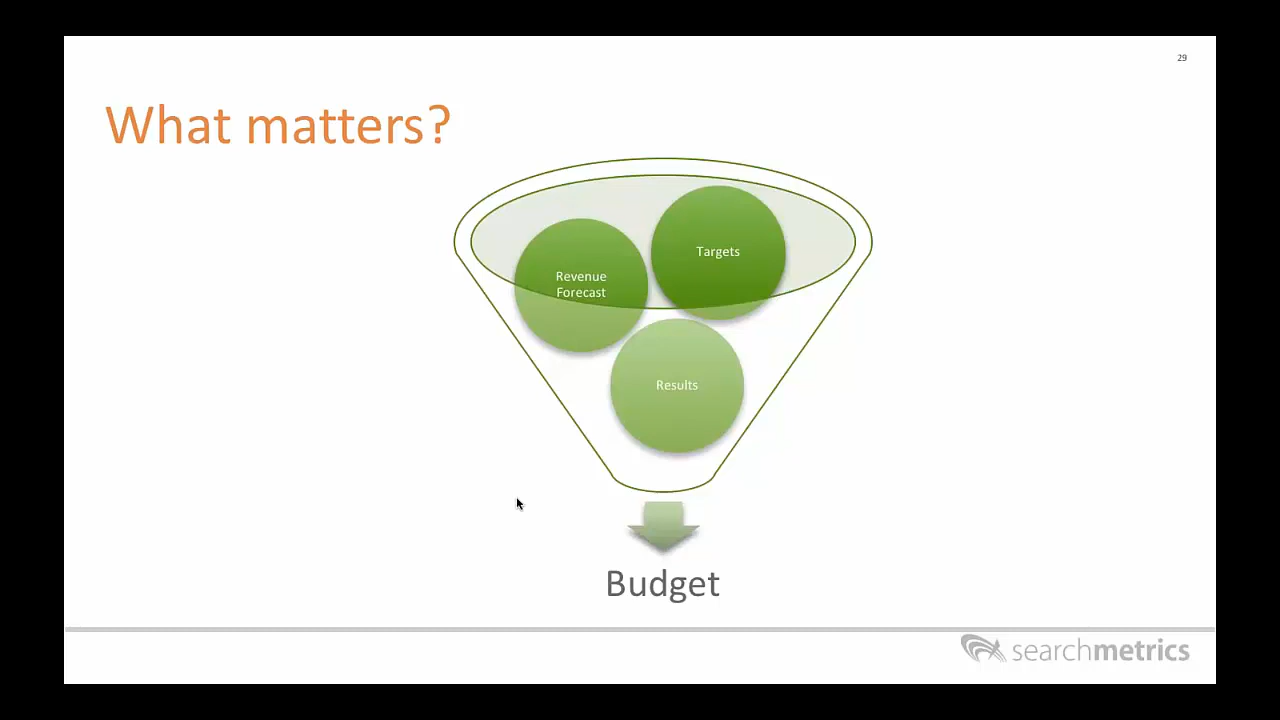 29
What matters?
Targets
Revenue
Forecast
Results
Budget
searchmetrics